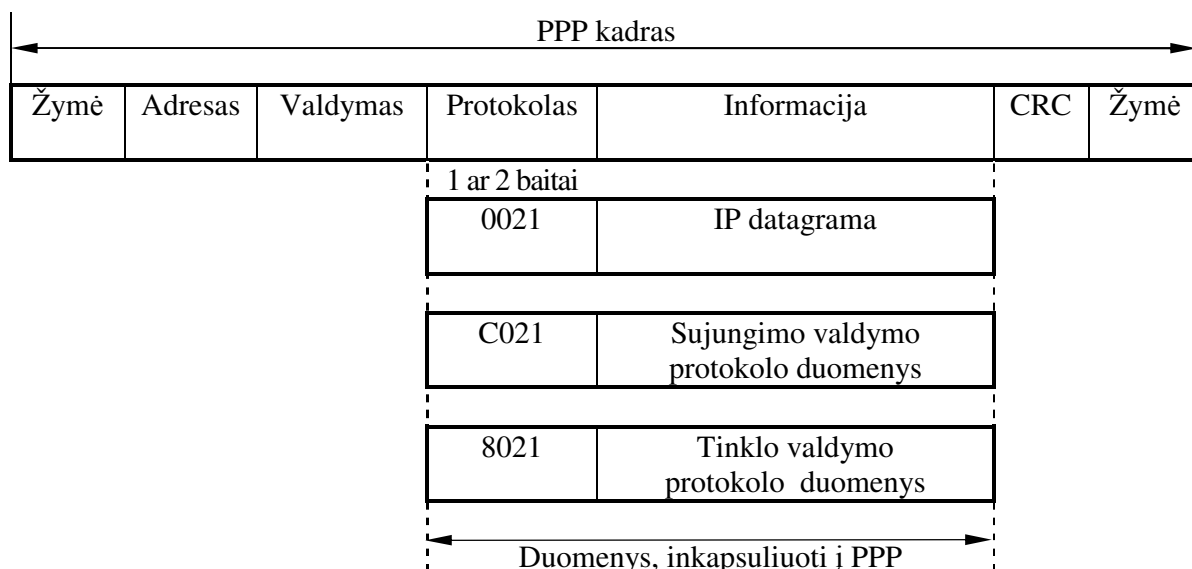 PPP kadras
Žymė Adresas Valdymas Protokolas Informacija CRC Žymė
1 ar 2 baitai
0021 IP datagrama
C021 Sujungimo valdymo
protokolo duomenys
8021 Tinklo valdymo
protokolo duomenys
Duomenys, inkapsuliuoti į PPP